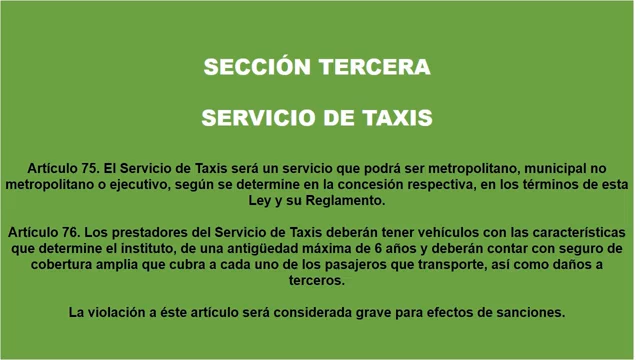 SECCIÓN TERCERA
SERVICIO DE TAXIS
Artículo 75. El Servicio de Taxis será un servicio que podrá ser metropolitano, municipal no
metropolitano o ejecutivo, según se determine en la concesión respectiva, en los términos de esta
Ley y su Reglamento.
Artículo 76. Los prestadores del Servicio de Taxis deberán tener vehículos con las características
que determine el instituto, de una antigüedad máxima de 6 años y deberán contar con seguro de
cobertura amplia que cubra a cada uno de los pasajeros que transporte, así como daños a
terceros.
La violación a éste artículo será considerada grave para efectos de sanciones.